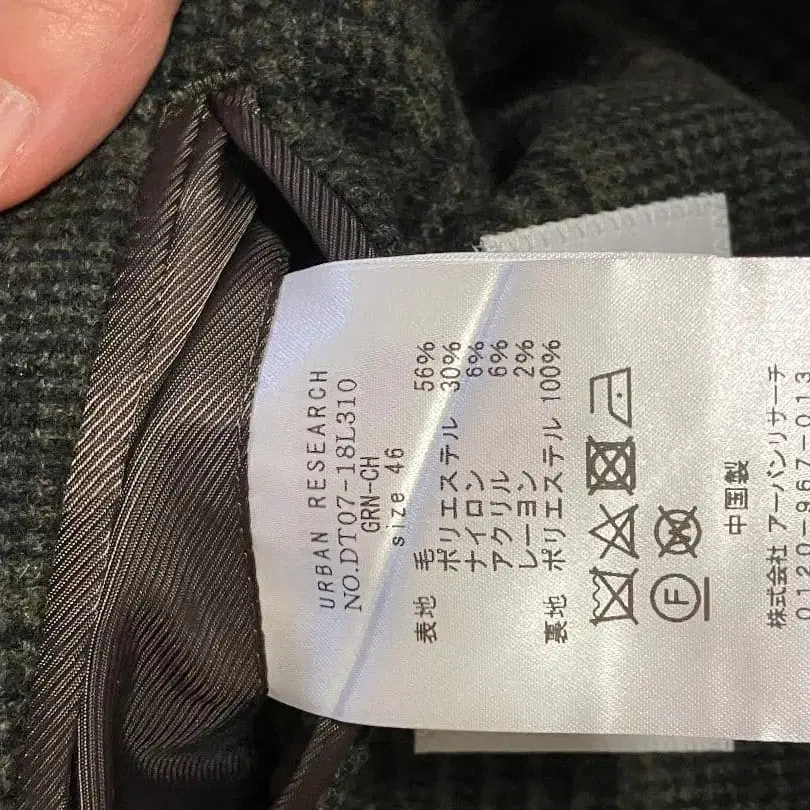 URBAN RESEARCH
NO.DT07-18L310
GRN-CH
size 46
表地 毛 56%
ポリエステル 30%
ナイロン 6%
アクリル 6%
レーヨン 2%
裏地 ポリエステル 100%
F
W
中国製
株式会社 アーバンリサーチ
0120-967-013